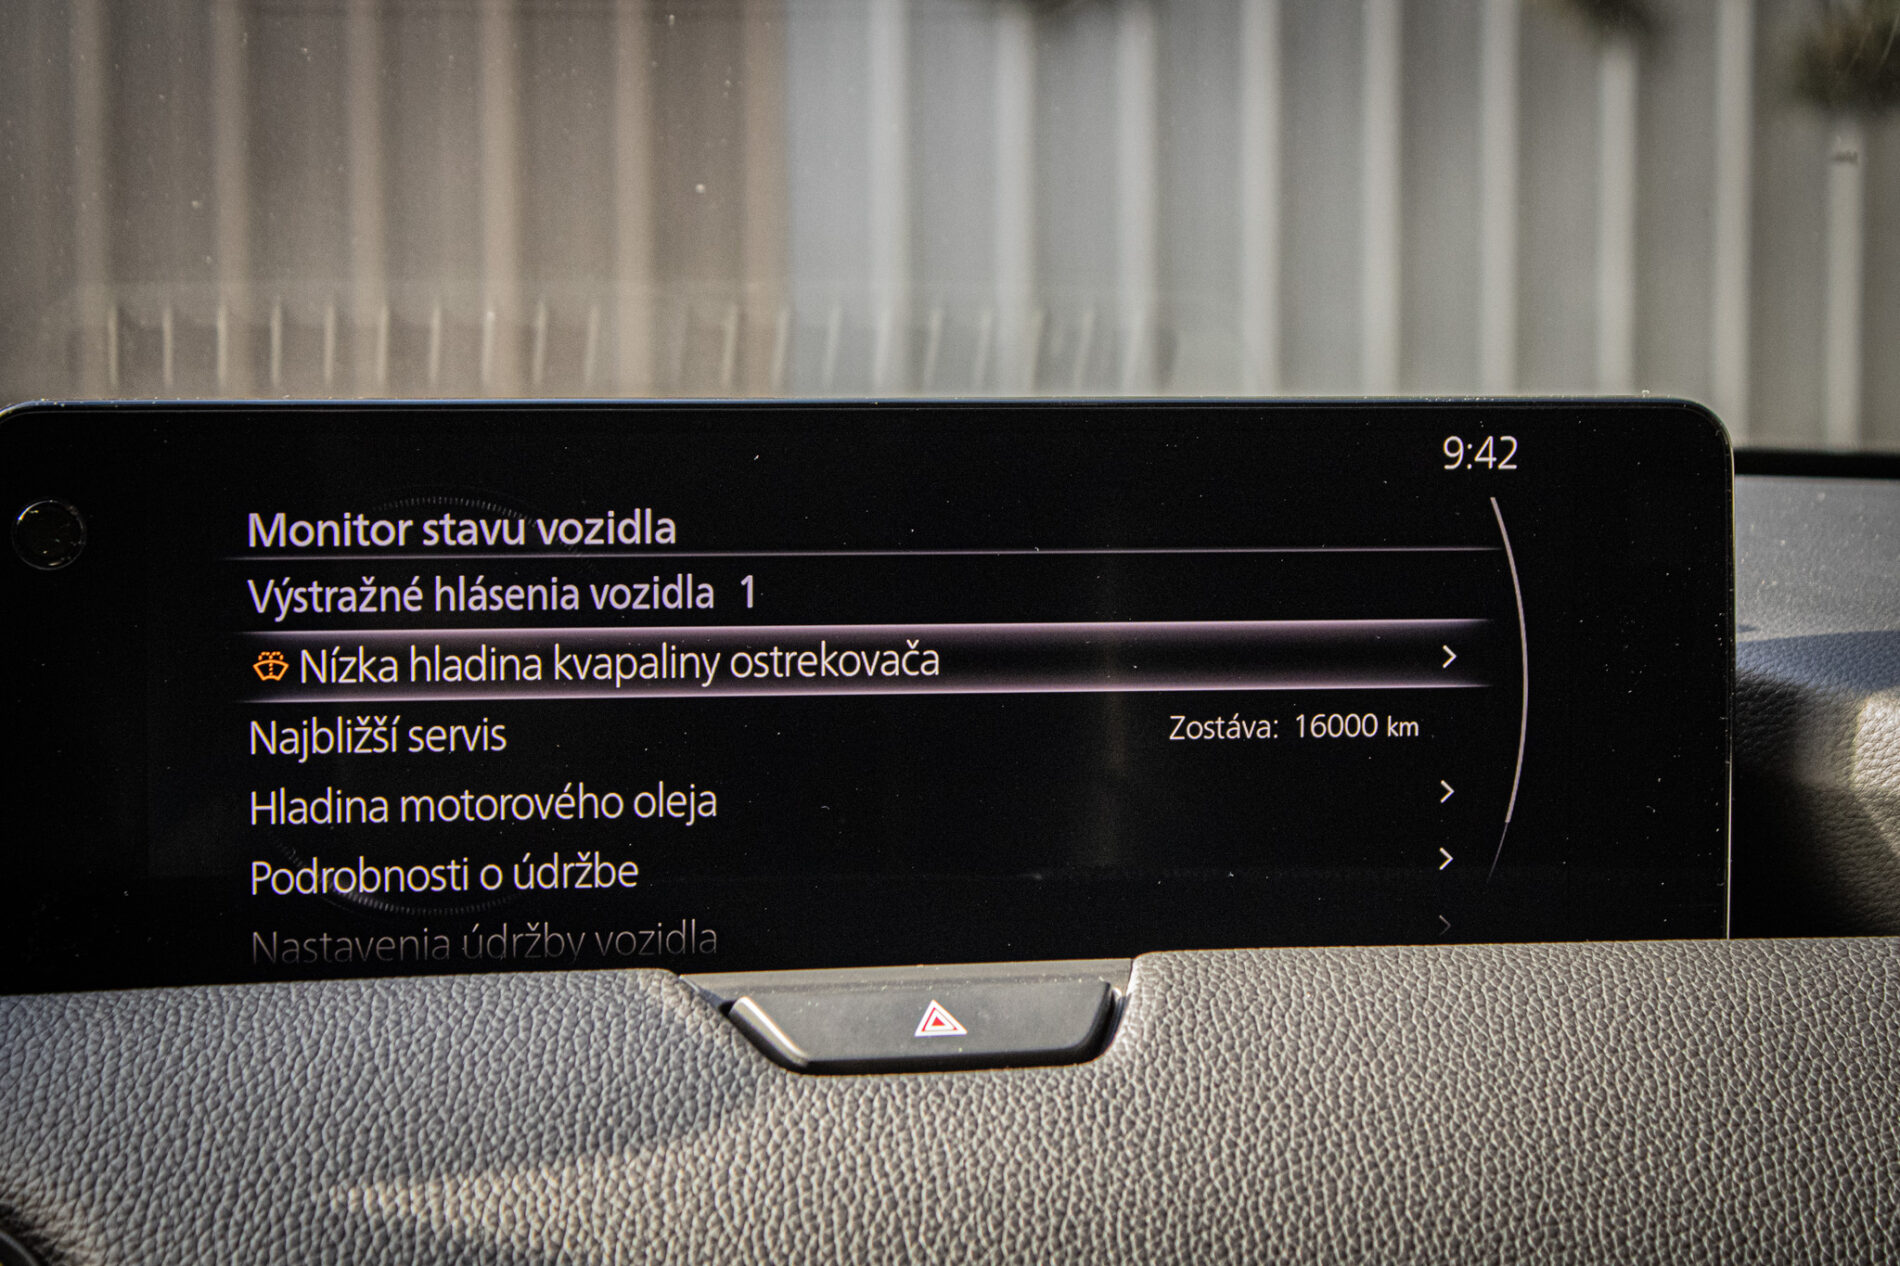 9:42
Monitor stavu vozidla
Výstražné hlásenia vozidla 1
Nízka hladina kvapaliny ostrekovača
Najbližší servis Zostáva: 16000 km
Hladina motorového oleja
Podrobnosti o údržbe
Nastavenia údržby vozidla